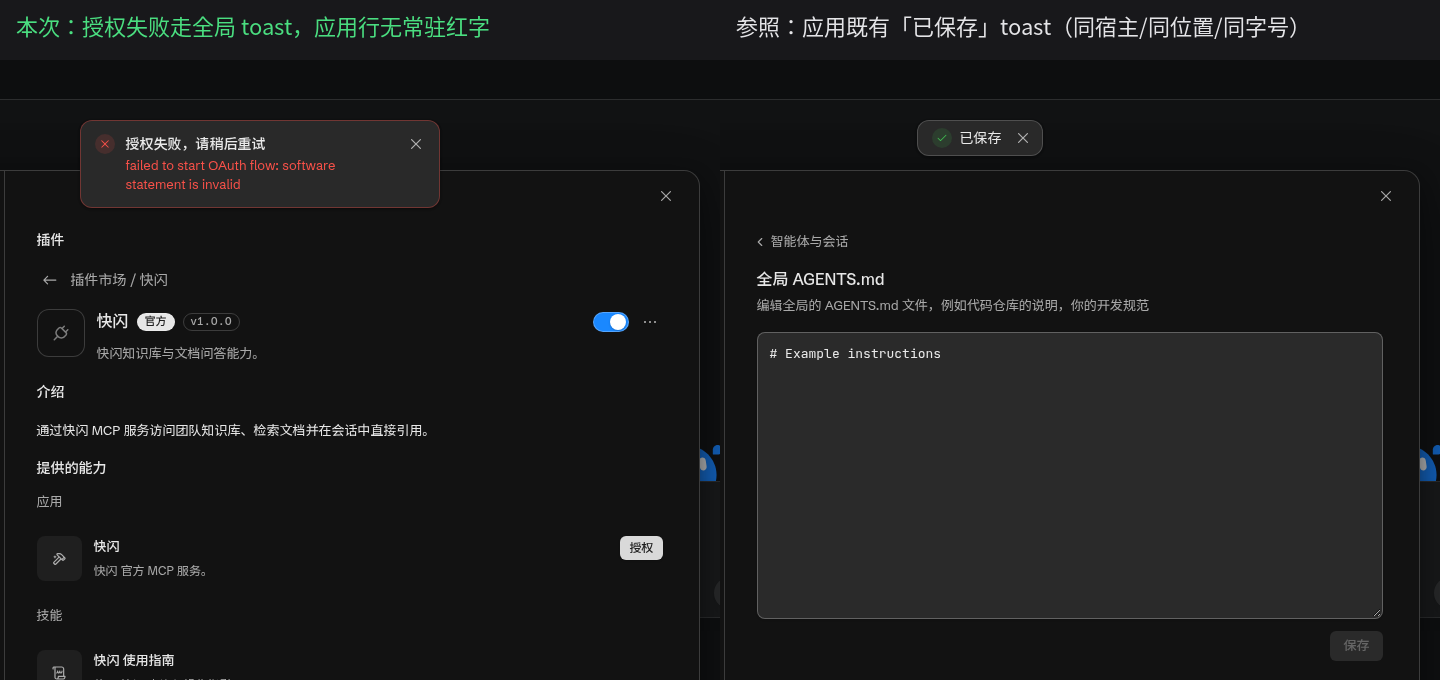 本次：授权失败走全局 toast，应用行无常驻红字
参照：应用既有「已保存」toast（同宿主/同位置/同字号）
授权失败，请稍后重试
failed to start OAuth flow: software
statement is invalid
插件
插件市场 / 快闪
快闪 官方 v1.0.0
快闪知识库与文档问答能力。
介绍
通过快闪 MCP 服务访问团队知识库、检索文档并在会话中直接引用。
提供的能力
应用
快闪
授权
快闪 官方 MCP 服务。
技能
快闪 使用指南
已保存
智能体与会话
全局 AGENTS.md
编辑全局的 AGENTS.md 文件，例如代码仓库的说明，你的开发规范
# Example instructions
保存